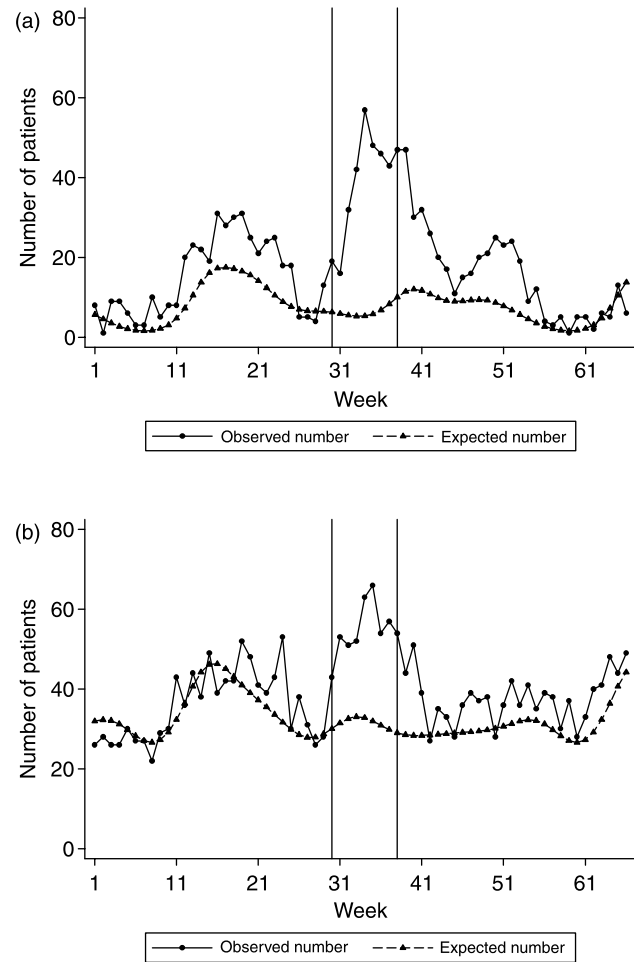 (a)
80
60
40
20
0
Number of patients
1 11 21 31 41 51 61
Week
Observed number Expected number
(b)
80
60
40
20
0
Number of patients
1 11 21 31 41 51 61
Week
Observed number Expected number